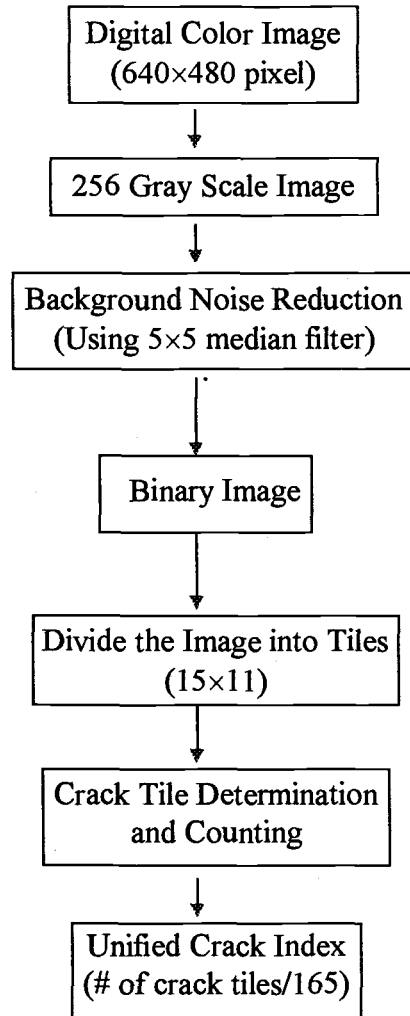 Digital Color Image
(640×480 pixel)
256 Gray Scale Image
Background Noise Reduction
(Using 5×5 median filter)
Binary Image
Divide the Image into Tiles
(15×11)
Crack Tile Determination
and Counting
Unified Crack Index
(# of crack tiles/165)